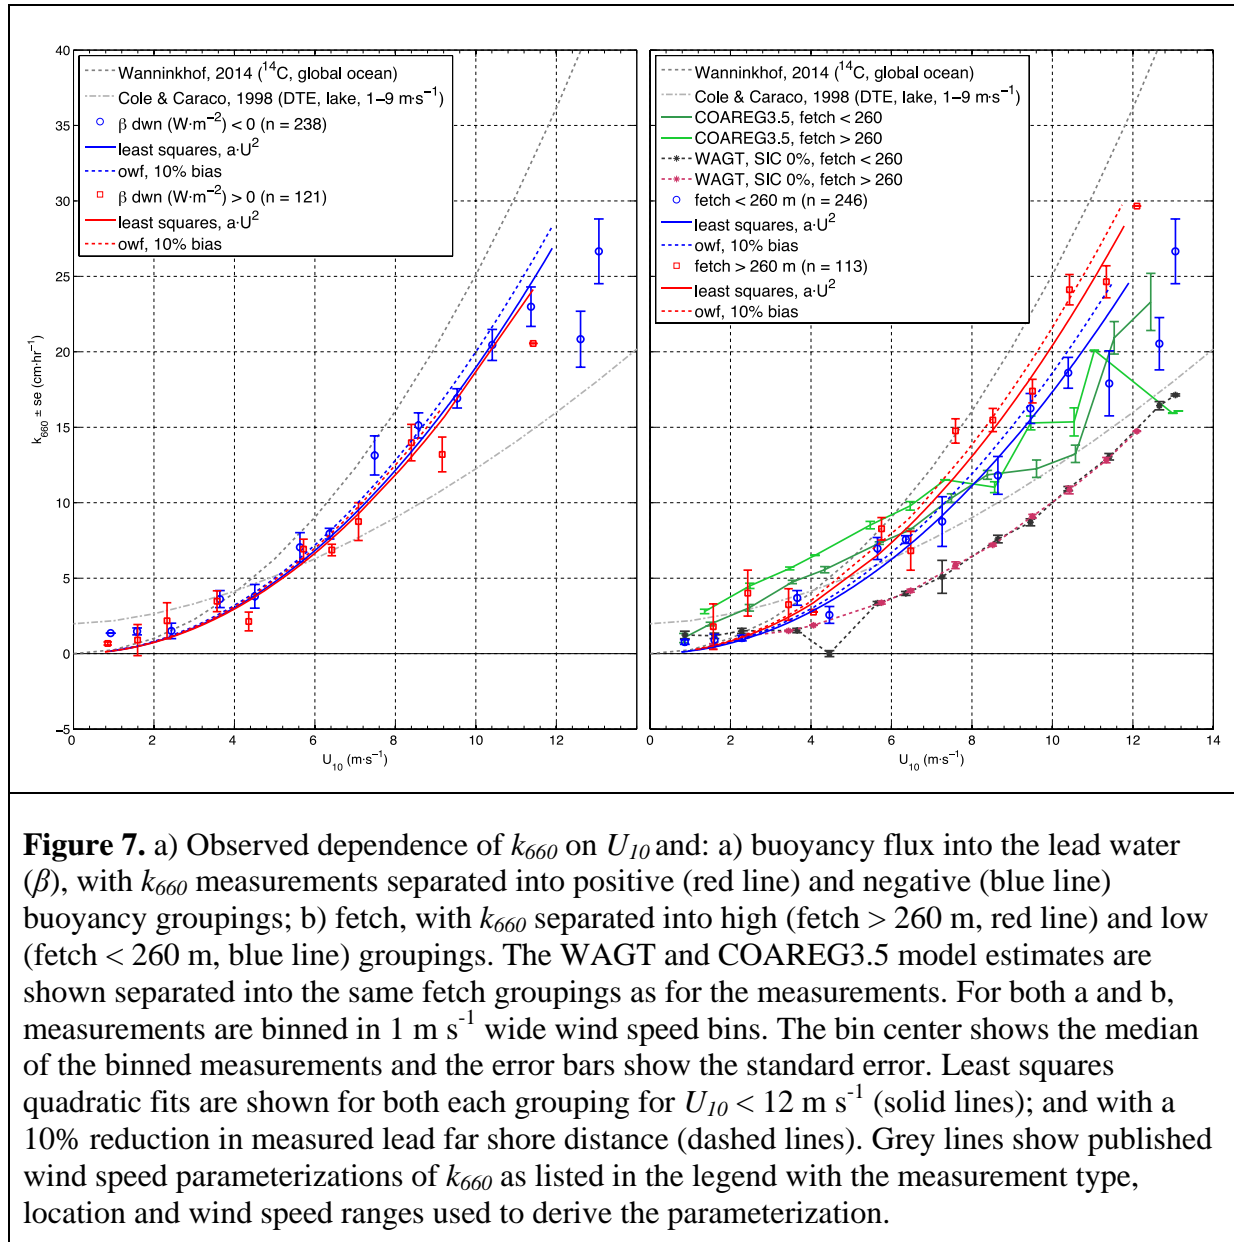 40
35
30
25
20
15
10
5
0
−5
k660 ± se (cm·hr−1)
Wanninkhof, 2014 (14C, global ocean)
Cole & Caraco, 1998 (DTE, lake, 1−9 m·s−1)
β dwn (W·m−2) < 0 (n = 238)
least squares, a·U2
owf, 10% bias
β dwn (W·m−2) > 0 (n = 121)
least squares, a·U2
owf, 10% bias
0 2 4 6 8 10 12
U10 (m·s−1)
Wanninkhof, 2014 (14C, global ocean)
Cole & Caraco, 1998 (DTE, lake, 1−9 m·s−1)
COAREG3.5, fetch < 260
COAREG3.5, fetch > 260
WAGT, SIC 0%, fetch < 260
WAGT, SIC 0%, fetch > 260
fetch < 260 m (n = 246)
least squares, a·U2
owf, 10% bias
fetch > 260 m (n = 113)
least squares, a·U2
owf, 10% bias
0 2 4 6 8 10 12 14
U10 (m·s−1)
Figure 7. a) Observed dependence of k660 on U10 and: a) buoyancy flux into the lead water
(β), with k660 measurements separated into positive (red line) and negative (blue line)
buoyancy groupings; b) fetch, with k660 separated into high (fetch > 260 m, red line) and low
(fetch < 260 m, blue line) groupings. The WAGT and COAREG3.5 model estimates are
shown separated into the same fetch groupings as for the measurements. For both a and b,
measurements are binned in 1 m s-1 wide wind speed bins. The bin center shows the median
of the binned measurements and the error bars show the standard error. Least squares
quadratic fits are shown for both each grouping for U10 < 12 m s-1 (solid lines); and with a
10% reduction in measured lead far shore distance (dashed lines). Grey lines show published
wind speed parameterizations of k660 as listed in the legend with the measurement type,
location and wind speed ranges used to derive the parameterization.